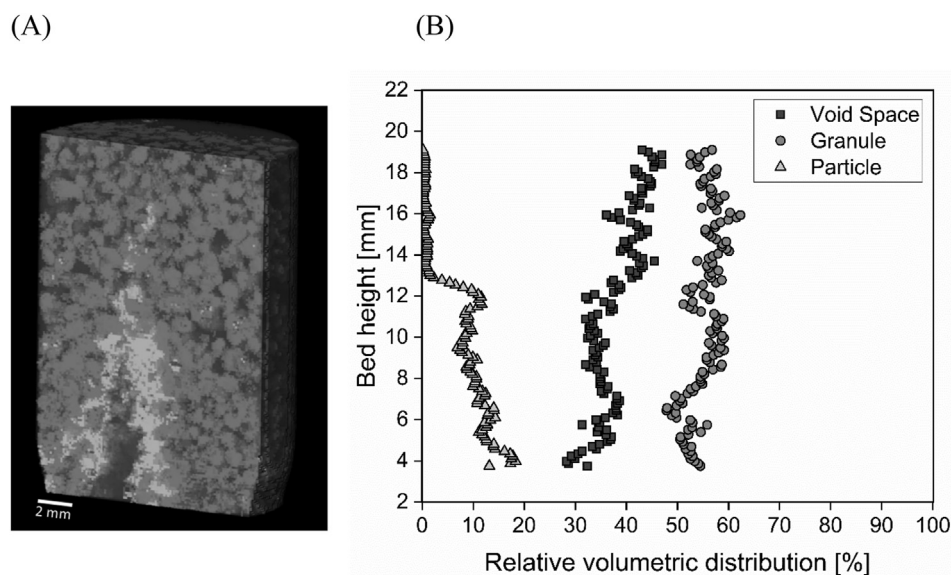 (A)
(B)
2 mm
22
20
18
16
14
12
10
8
6
4
2
Bed height [mm]
Void Space
Granule
Particle
0 10 20 30 40 50 60 70 80 90 100
Relative volumetric distribution [%]